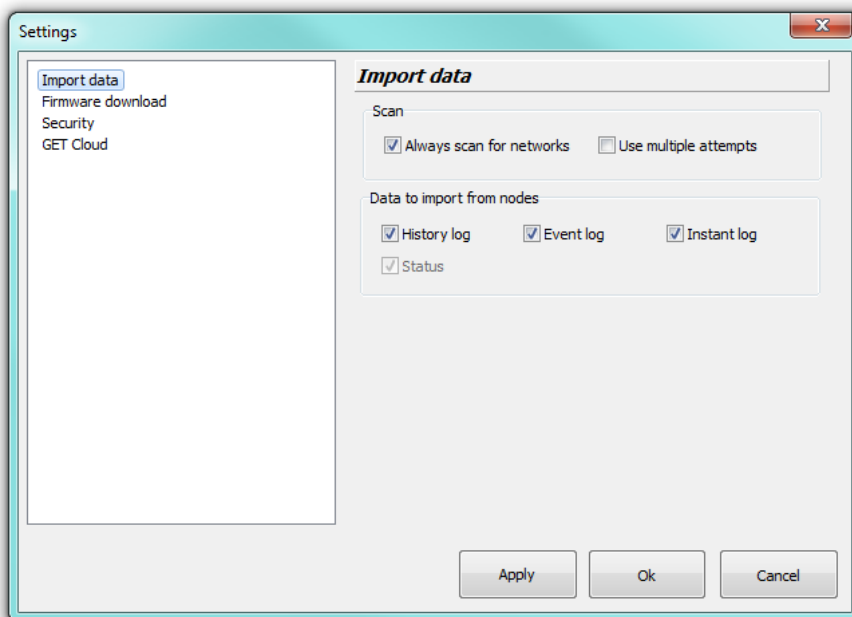 Settings
Import data
Firmware download
Security
GET Cloud
Import data
Scan
Always scan for networks Use multiple attempts
Data to import from nodes
History log Event log Instant log
Status
Apply Ok Cancel